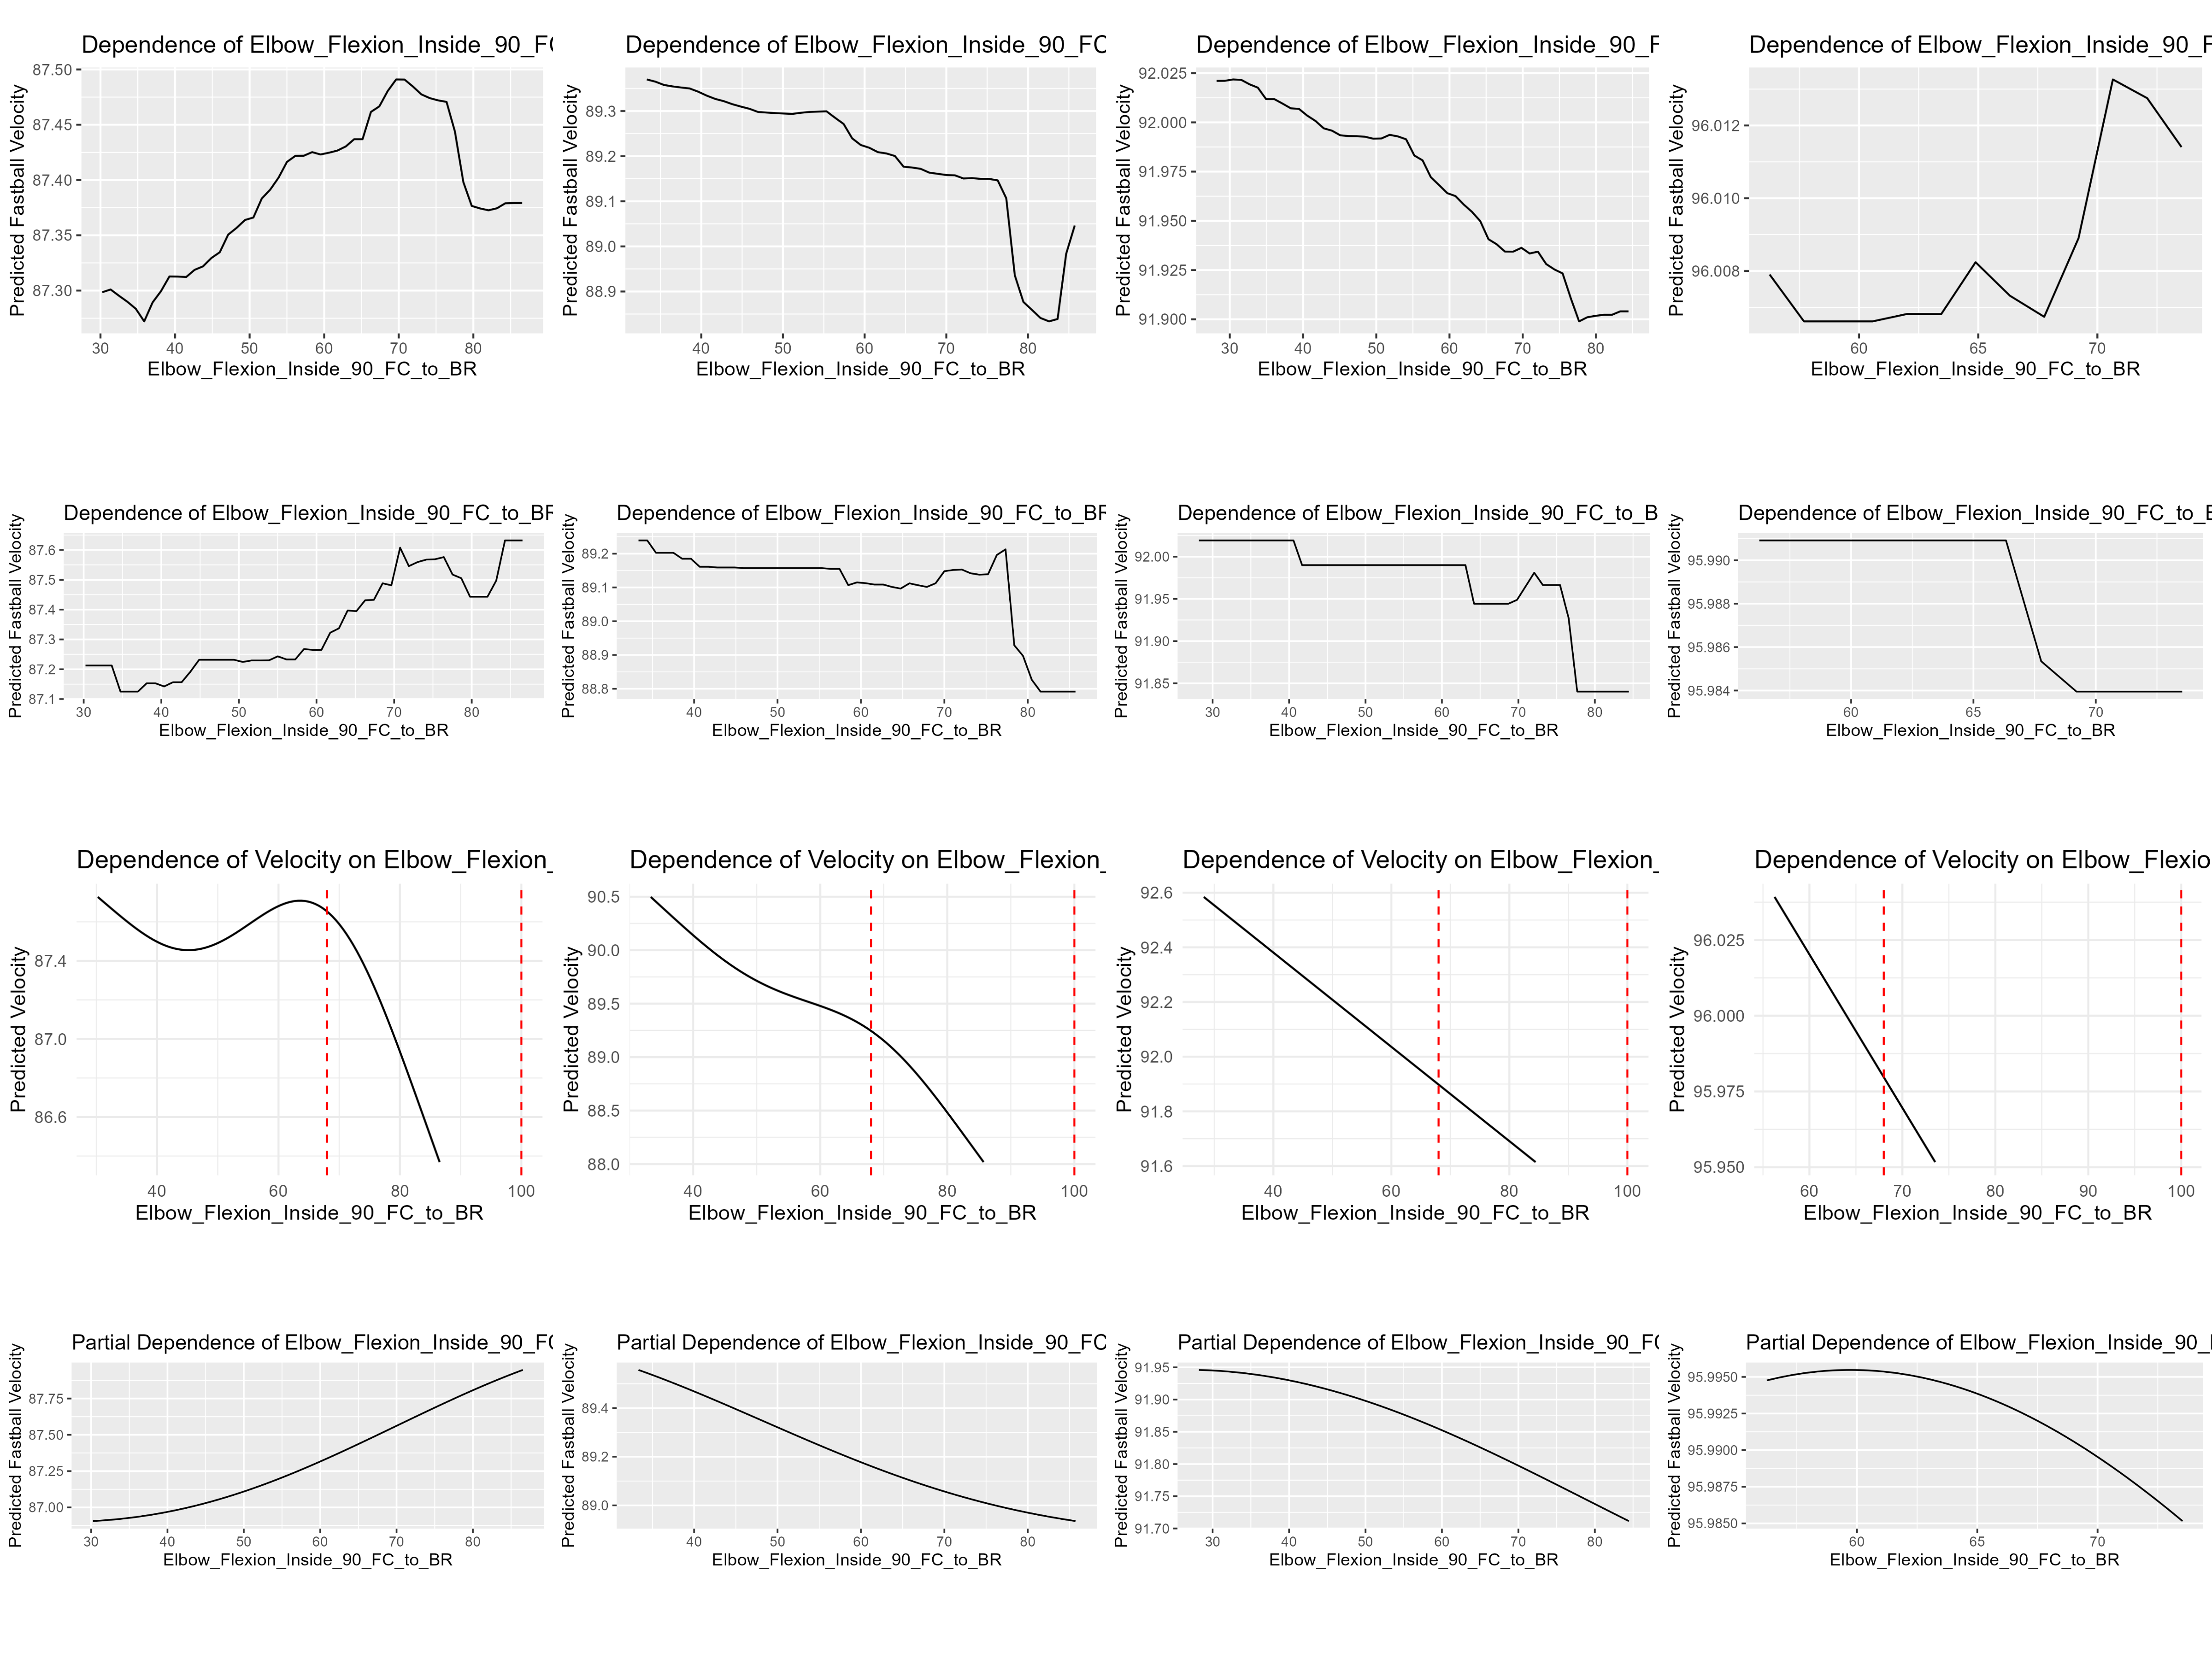 Dependence of Elbow_Flexion_Inside_90_FC
Dependence of Elbow_Flexion_Inside_90_FC
Dependence of Elbow_Flexion_Inside_90_F
Dependence of Elbow_Flexion_Inside_90_F
Predicted Fastball Velocity
87.50
87.45
87.40
87.35
87.30
30 40 50 60 70 80
Elbow_Flexion_Inside_90_FC_to_BR
Predicted Fastball Velocity
89.3
89.2
89.1
89.0
88.9
40 50 60 70 80
Elbow_Flexion_Inside_90_FC_to_BR
Predicted Fastball Velocity
92.025
92.000
91.975
91.950
91.925
91.900
30 40 50 60 70 80
Elbow_Flexion_Inside_90_FC_to_BR
Predicted Fastball Velocity
96.012
96.010
96.008
60 65 70
Elbow_Flexion_Inside_90_FC_to_BR
Dependence of Elbow_Flexion_Inside_90_FC_to_BR
Dependence of Elbow_Flexion_Inside_90_FC_to_BR
Dependence of Elbow_Flexion_Inside_90_FC_to_B
Dependence of Elbow_Flexion_Inside_90_FC_to_B
Predicted Fastball Velocity
87.6
87.5
87.4
87.3
87.2
87.1
30 40 50 60 70 80
Elbow_Flexion_Inside_90_FC_to_BR
Predicted Fastball Velocity
89.2
89.1
89.0
88.9
88.8
40 50 60 70 80
Elbow_Flexion_Inside_90_FC_to_BR
Predicted Fastball Velocity
92.00
91.95
91.90
91.85
30 40 50 60 70 80
Elbow_Flexion_Inside_90_FC_to_BR
Predicted Fastball Velocity
95.990
95.988
95.986
95.984
60 65 70
Elbow_Flexion_Inside_90_FC_to_BR
Dependence of Velocity on Elbow_Flexion_
Dependence of Velocity on Elbow_Flexion_
Dependence of Velocity on Elbow_Flexion_
Dependence of Velocity on Elbow_Flexio
Predicted Velocity
87.4
87.0
86.6
40 60 80 100
Elbow_Flexion_Inside_90_FC_to_BR
Predicted Velocity
90.5
90.0
89.5
89.0
88.5
88.0
40 60 80 100
Elbow_Flexion_Inside_90_FC_to_BR
Predicted Velocity
92.6
92.4
92.2
92.0
91.8
91.6
40 60 80 100
Elbow_Flexion_Inside_90_FC_to_BR
Predicted Velocity
96.025
96.000
95.975
95.950
60 70 80 90 100
Elbow_Flexion_Inside_90_FC_to_BR
Partial Dependence of Elbow_Flexion_Inside_90_FC
Partial Dependence of Elbow_Flexion_Inside_90_FC
Partial Dependence of Elbow_Flexion_Inside_90_FC
Partial Dependence of Elbow_Flexion_Inside_90_
Predicted Fastball Velocity
87.75
87.50
87.25
87.00
30 40 50 60 70 80
Elbow_Flexion_Inside_90_FC_to_BR
Predicted Fastball Velocity
89.4
89.2
89.0
40 50 60 70 80
Elbow_Flexion_Inside_90_FC_to_BR
Predicted Fastball Velocity
91.95
91.90
91.85
91.80
91.75
91.70
30 40 50 60 70 80
Elbow_Flexion_Inside_90_FC_to_BR
Predicted Fastball Velocity
95.9950
95.9925
95.9900
95.9875
95.9850
60 65 70
Elbow_Flexion_Inside_90_FC_to_BR